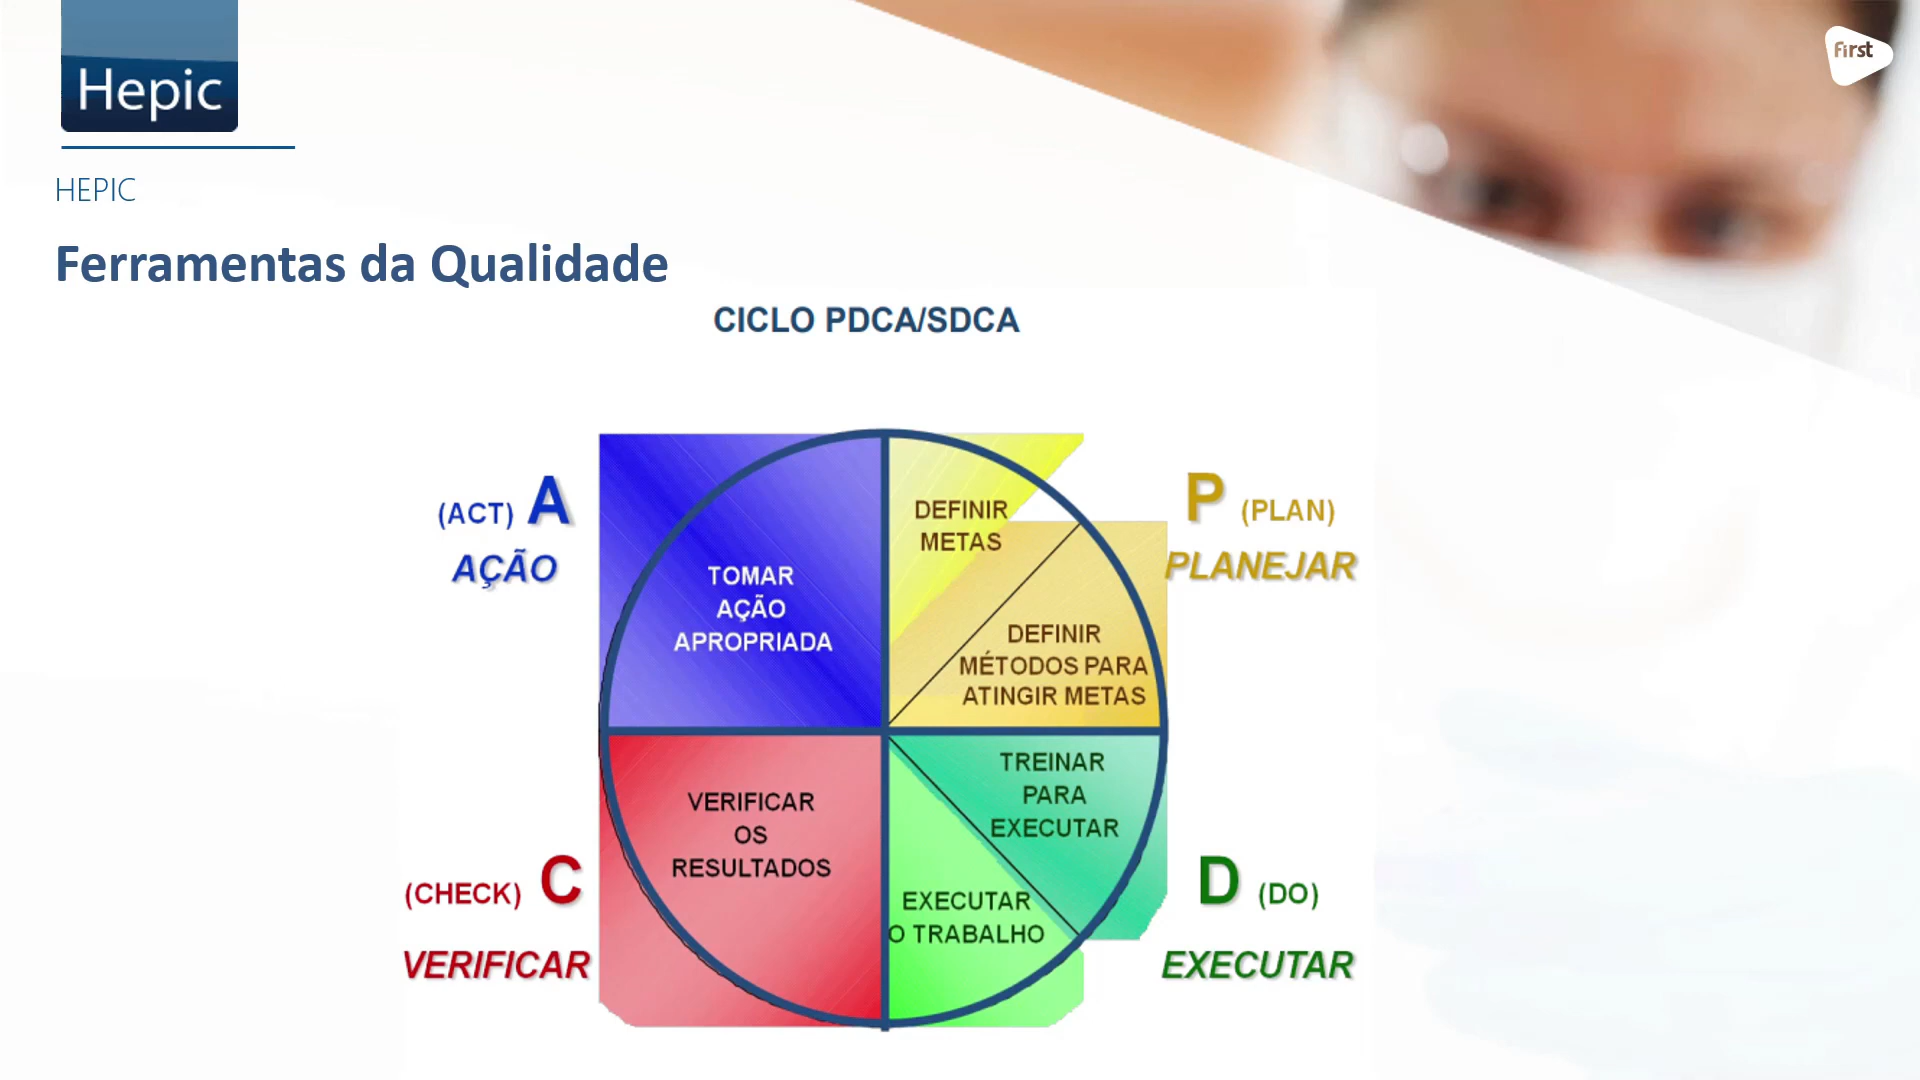 Hepic
First
HEPIC
Ferramentas da Qualidade
CICLO PDCA/SDCA
(ACT) A
AÇÃO
P (PLAN)
PLANEJAR
TOMAR
AÇÃO
APROPRIADA
DEFINIR
METAS
DEFINIR
MÉTODOS PARA
ATINGIR METAS
VERIFICAR
OS
RESULTADOS
TREINAR
PARA
EXECUTAR
EXECUTAR
O TRABALHO
(CHECK) C
VERIFICAR
D (DO)
EXECUTAR